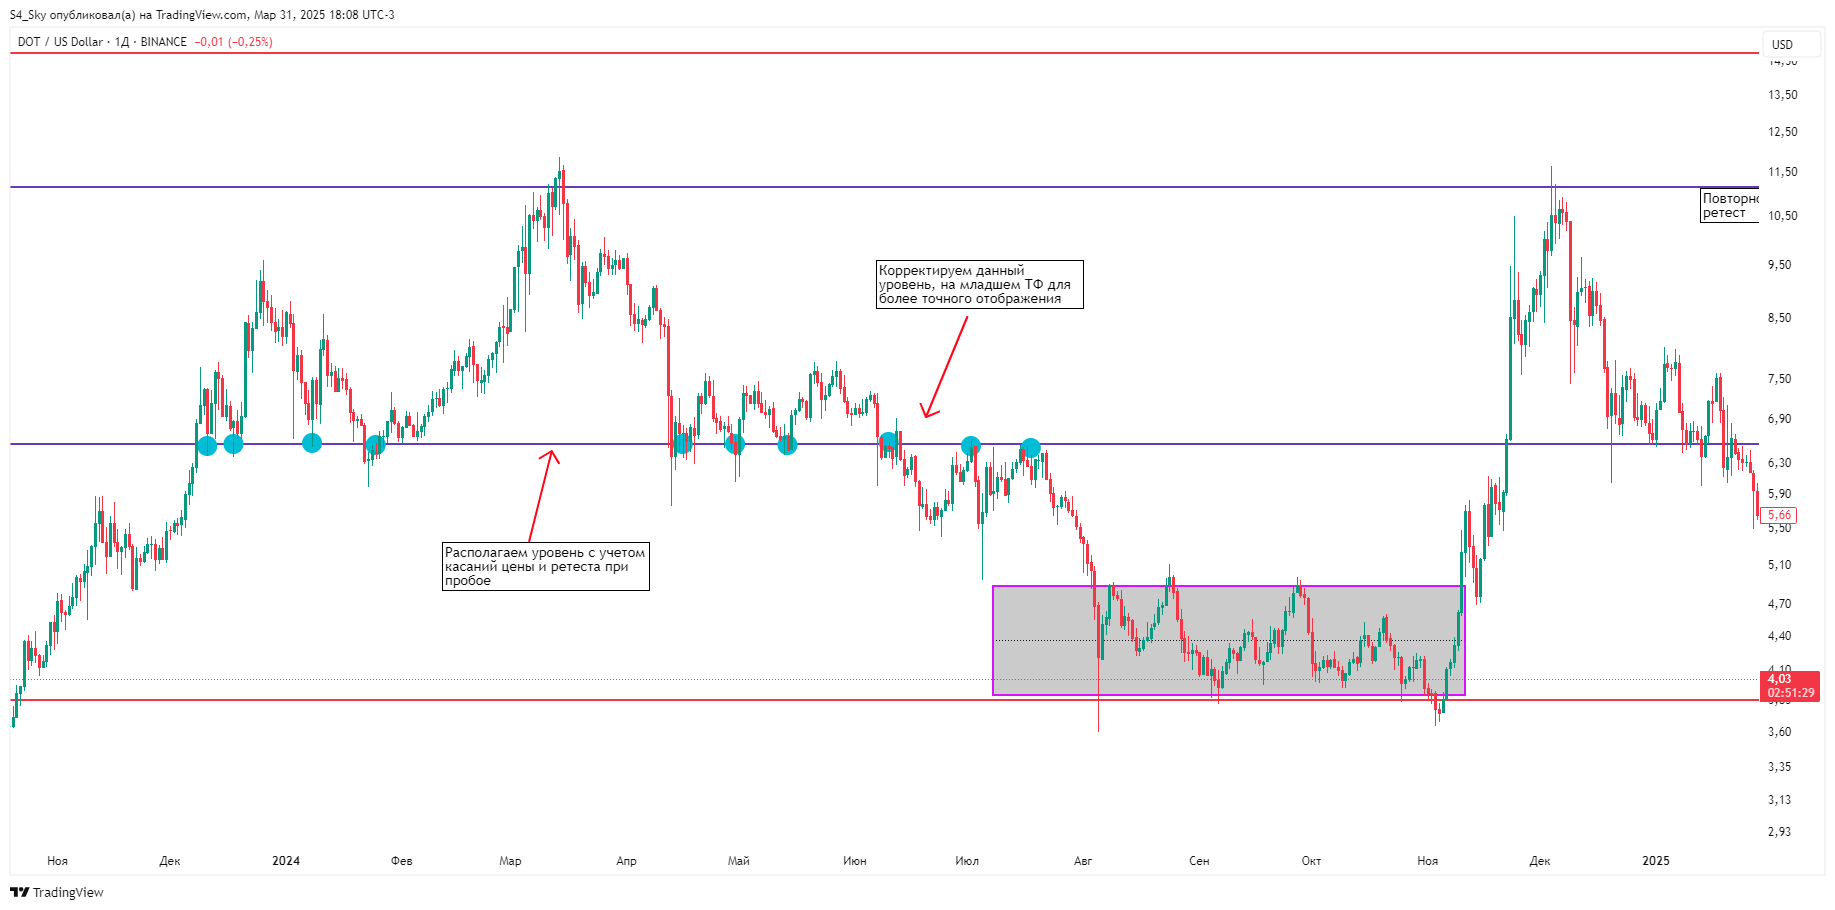 S4_Sky опубликовал(а) на TradingView.com, Мар 31, 2025 18:08 UTC-3
DOT / US Dollar · 1Д · BINANCE −0,01 (−0,25%)
USD
14,50
13,50
12,50
11,50
Повторно
ретест
10,50
9,50
Корректируем данный
уровень, на младшем ТФ для
более точного отображения
8,50
7,50
6,90
6,30
5,90
5,66
5,50
Располагаем уровень с учетом
касаний цены и ретеста при
пробое
5,10
4,70
4,40
4,10
4,03
02:51:29
3,60
3,35
3,13
2,93
Ноя Дек 2024 Фев Мар Апр Май Июн Июл Авг Сен Окт Ноя Дек 2025
TradingView